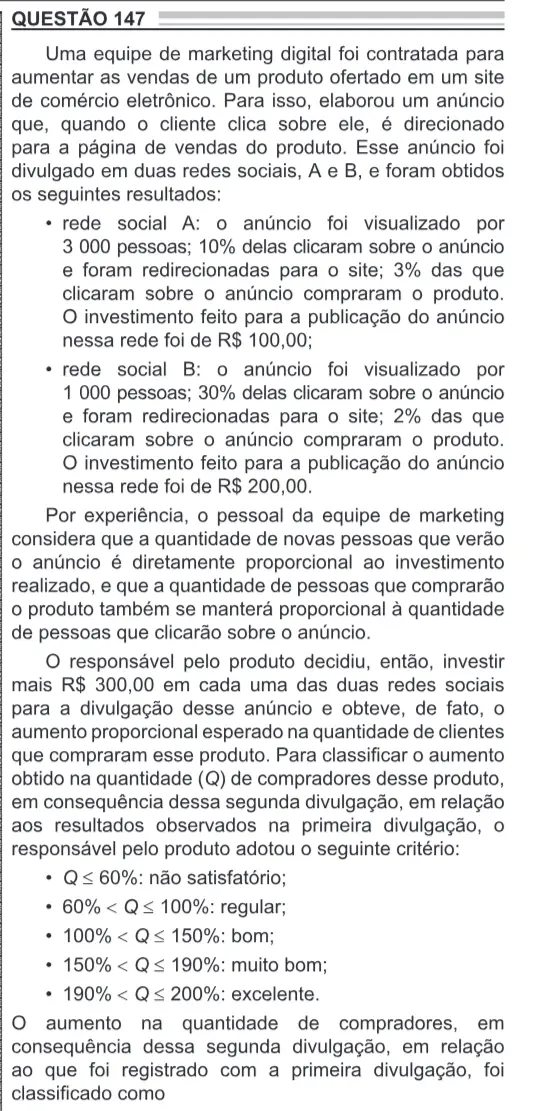 QUESTÃO 147
Uma equipe de marketing digital foi contratada para
aumentar as vendas de um produto ofertado em um site
de comércio eletrônico. Para isso, elaborou um anúncio
que, quando o cliente clica sobre ele, é direcionado
para a página de vendas do produto. Esse anúncio foi
divulgado em duas redes sociais, A e B, e foram obtidos
os seguintes resultados:
• rede social A: o anúncio foi visualizado por
3 000 pessoas; 10% delas clicaram sobre o anúncio
e foram redirecionadas para o site; 3% das que
clicaram sobre o anúncio compraram o produto.
O investimento feito para a publicação do anúncio
nessa rede foi de R$ 100,00;
• rede social B: o anúncio foi visualizado por
1 000 pessoas; 30% delas clicaram sobre o anúncio
e foram redirecionadas para o site; 2% das que
clicaram sobre o anúncio compraram o produto.
O investimento feito para a publicação do anúncio
nessa rede foi de R$ 200,00.
Por experiência, o pessoal da equipe de marketing
considera que a quantidade de novas pessoas que verão
o anúncio é diretamente proporcional ao investimento
realizado, e que a quantidade de pessoas que comprarão
o produto também se manterá proporcional à quantidade
de pessoas que clicarão sobre o anúncio.
O responsável pelo produto decidiu, então, investir
mais R$ 300,00 em cada uma das duas redes sociais
para a divulgação desse anúncio e obteve, de fato, o
aumento proporcional esperado na quantidade de clientes
que compraram esse produto. Para classificar o aumento
obtido na quantidade (Q) de compradores desse produto,
em consequência dessa segunda divulgação, em relação
aos resultados observados na primeira divulgação, o
responsável pelo produto adotou o seguinte critério:
• Q ≤ 60%: não satisfatório;
• 60% < Q ≤ 100%: regular;
• 100% < Q ≤ 150%: bom;
• 150% < Q ≤ 190%: muito bom;
• 190% < Q ≤ 200%: excelente.
O aumento na quantidade de compradores, em
consequência dessa segunda divulgação, em relação
ao que foi registrado com a primeira divulgação, foi
classificado como